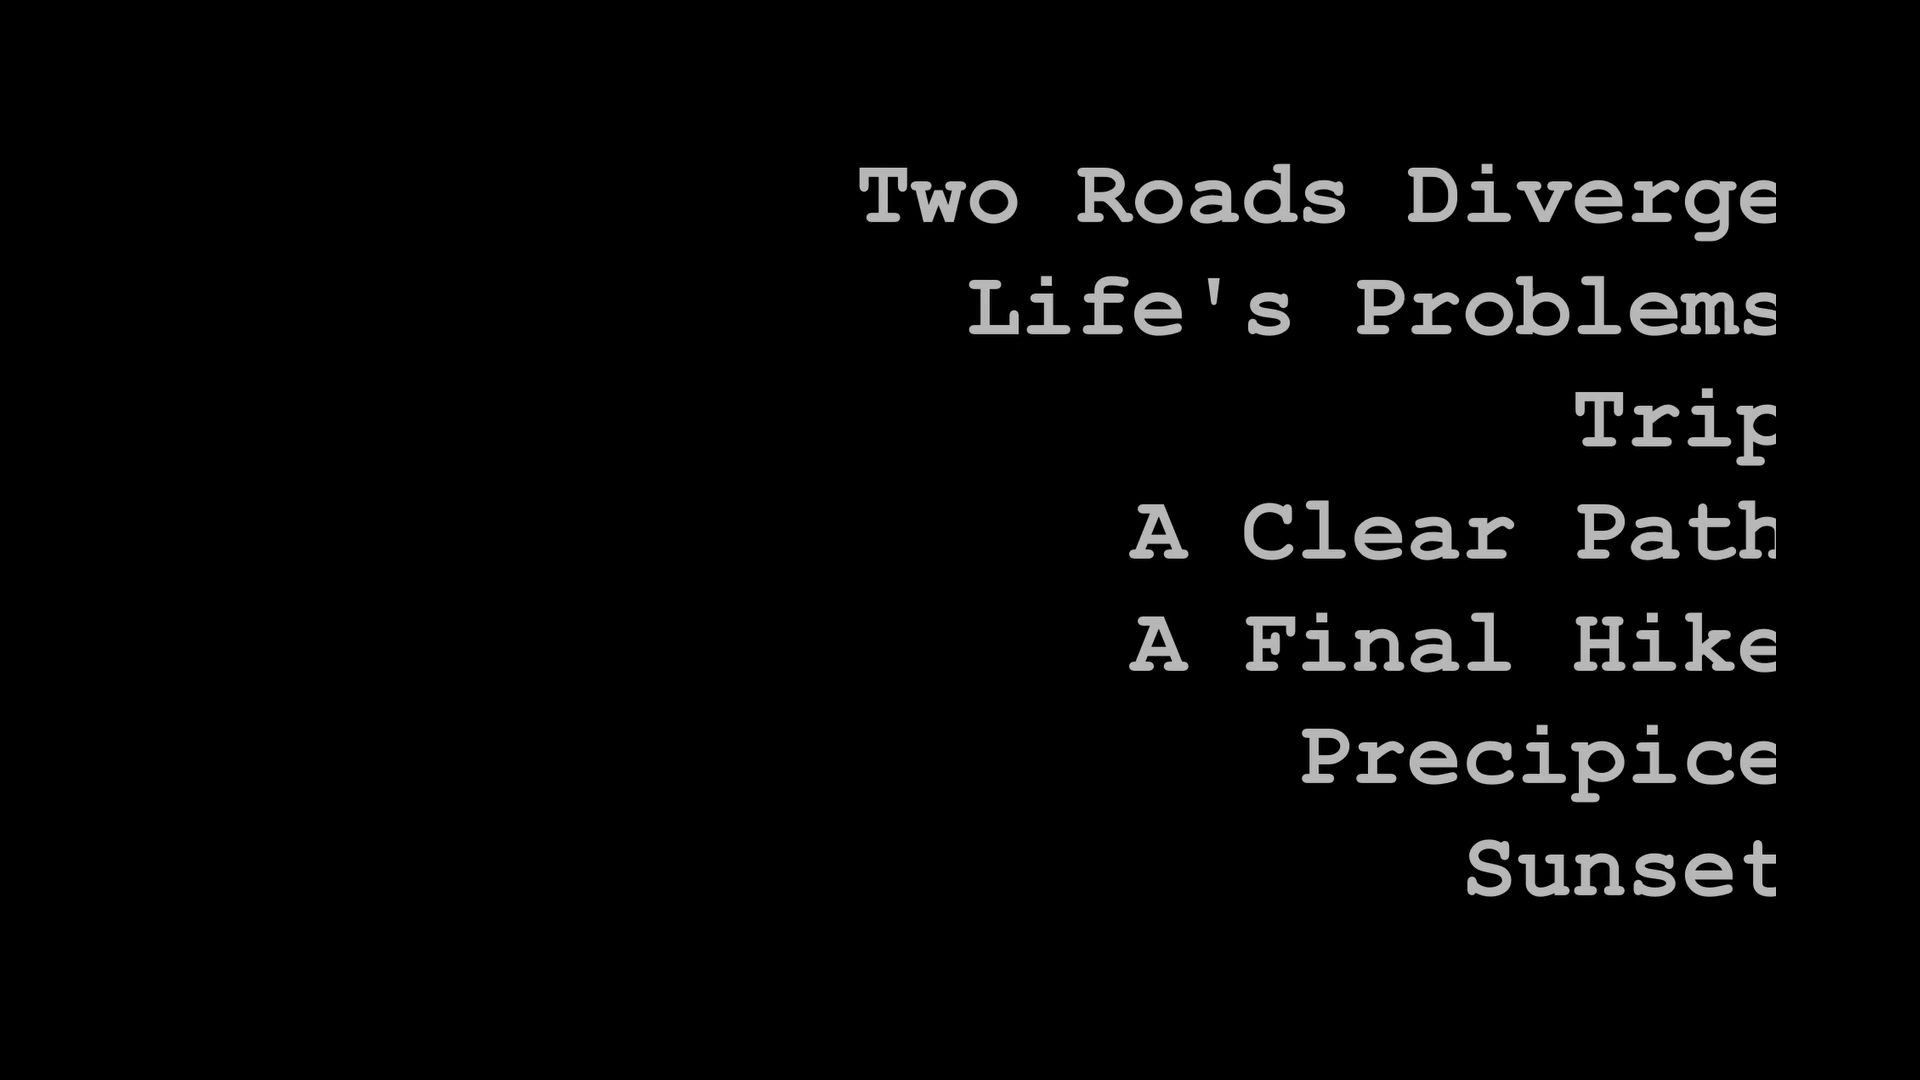 Two Roads Diverge
Life's Problems
Trip
A Clear Path
A Final Hike
Precipice
Sunset